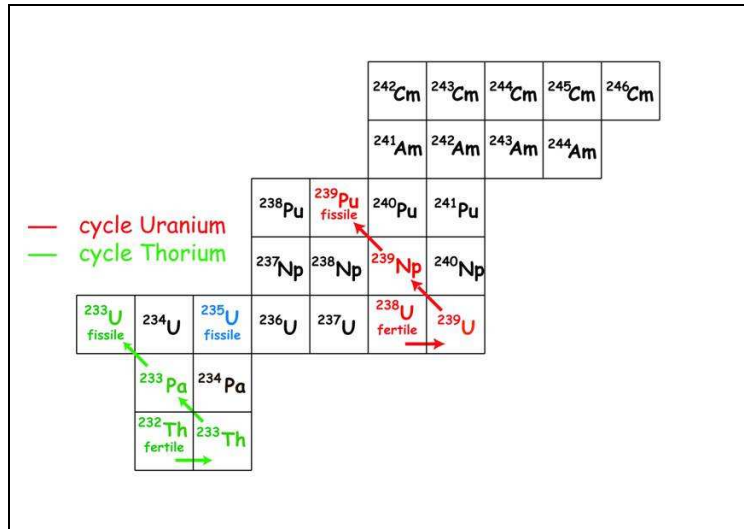 ²⁴²Cm ²⁴³Cm ²⁴⁴Cm ²⁴⁵Cm ²⁴⁶Cm
²⁴¹Am ²⁴²Am ²⁴³Am ²⁴⁴Am
²³⁸Pu ²³⁹Pu ²⁴⁰Pu ²⁴¹Pu
fissile
cycle Uranium
cycle Thorium
²³⁷Np ²³⁸Np ²³⁹Np ²⁴⁰Np
²³³U ²³⁴U ²³⁵U ²³⁶U ²³⁷U ²³⁸U ²³⁹U
fissile fissile fertile
²³³Pa ²³⁴Pa
²³²Th ²³³Th
fertile